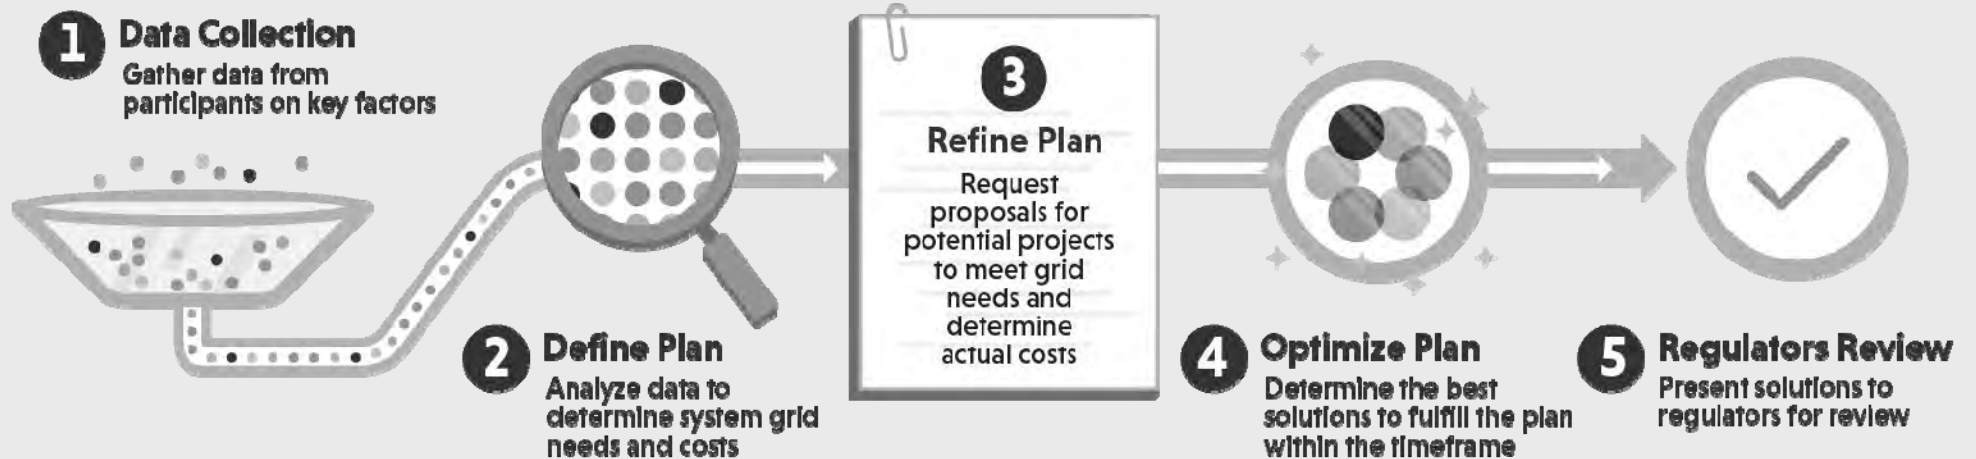 1 Data Collection
Gather data from
participants on key factors
2 Define Plan
Analyze data to
determine system grid
needs and costs
3
Refine Plan
Request
proposals for
potential projects
to meet grid
needs and
determine
actual costs
4 Optimize Plan
Determine the best
solutions to fulfill the plan
within the timeframe
5 Regulators Review
Present solutions to
regulators for review